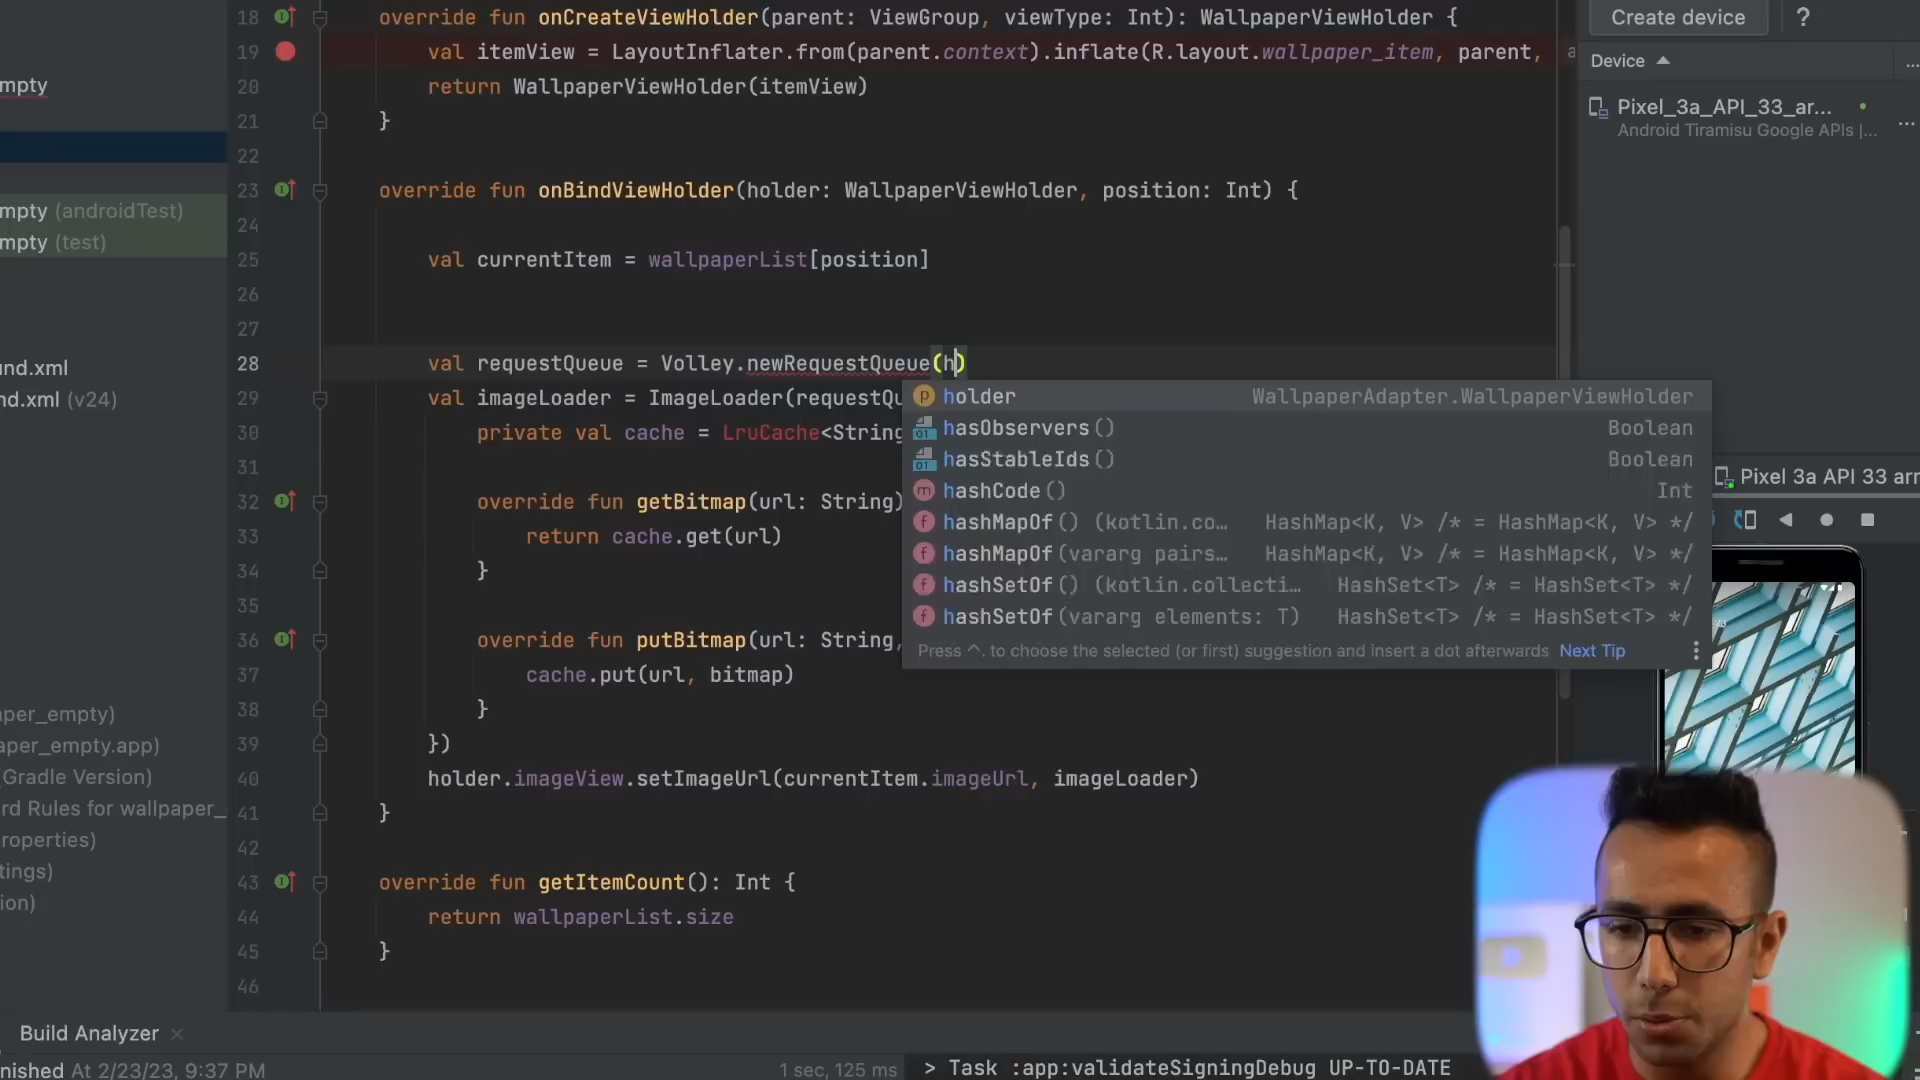 18 override fun onCreateViewHolder(parent: ViewGroup, viewType: Int): WallpaperViewHolder {
19 val itemView = LayoutInflater.from(parent.context).inflate(R.layout.wallpaper_item, parent,
20 return WallpaperViewHolder(itemView)
21 }
22
23 override fun onBindViewHolder(holder: WallpaperViewHolder, position: Int) {
24
25 val currentItem = wallpaperList[position]
26
27
28 val requestQueue = Volley.newRequestQueue(h)
29 val imageLoader = ImageLoader(requestQu
30 private val cache = LruCache<String
31
32 override fun getBitmap(url: String)
33 return cache.get(url)
34 }
35
36 override fun putBitmap(url: String,
37 cache.put(url, bitmap)
38 }
39 })
40 holder.imageView.setImageUrl(currentItem.imageUrl, imageLoader)
41 }
42
43 override fun getItemCount(): Int {
44 return wallpaperList.size
45 }
46
holder WallpaperAdapter.WallpaperViewHolder
hasObservers() Boolean
hasStableIds() Boolean
hashCode() Int
hashMapOf() (kotlin.co... HashMap<K, V> /* = HashMap<K, V> */
hashMapOf(vararg pairs... HashMap<K, V> /* = HashMap<K, V> */
hashSetOf() (kotlin.collecti... HashSet<T> /* = HashSet<T> */
hashSetOf(vararg elements: T) HashSet<T> /* = HashSet<T> */
Press ^. to choose the selected (or first) suggestion and insert a dot afterwards Next Tip
mpty
mpty (androidTest)
mpty (test)
und.xml
nd.xml (v24)
aper_empty)
aper_empty.app)
(Gradle Version)
rd Rules for wallpaper_
roperties)
tings)
ion)
Create device ?
Device ...
Pixel_3a_API_33_ar...
Android Tiramisu Google APIs |...
...
Pixel 3a API 33 arr
Build Analyzer
nished At 2/23/23, 9:37 PM 1 sec, 125 ms
> Task :app:validateSigningDebug UP-TO-DATE